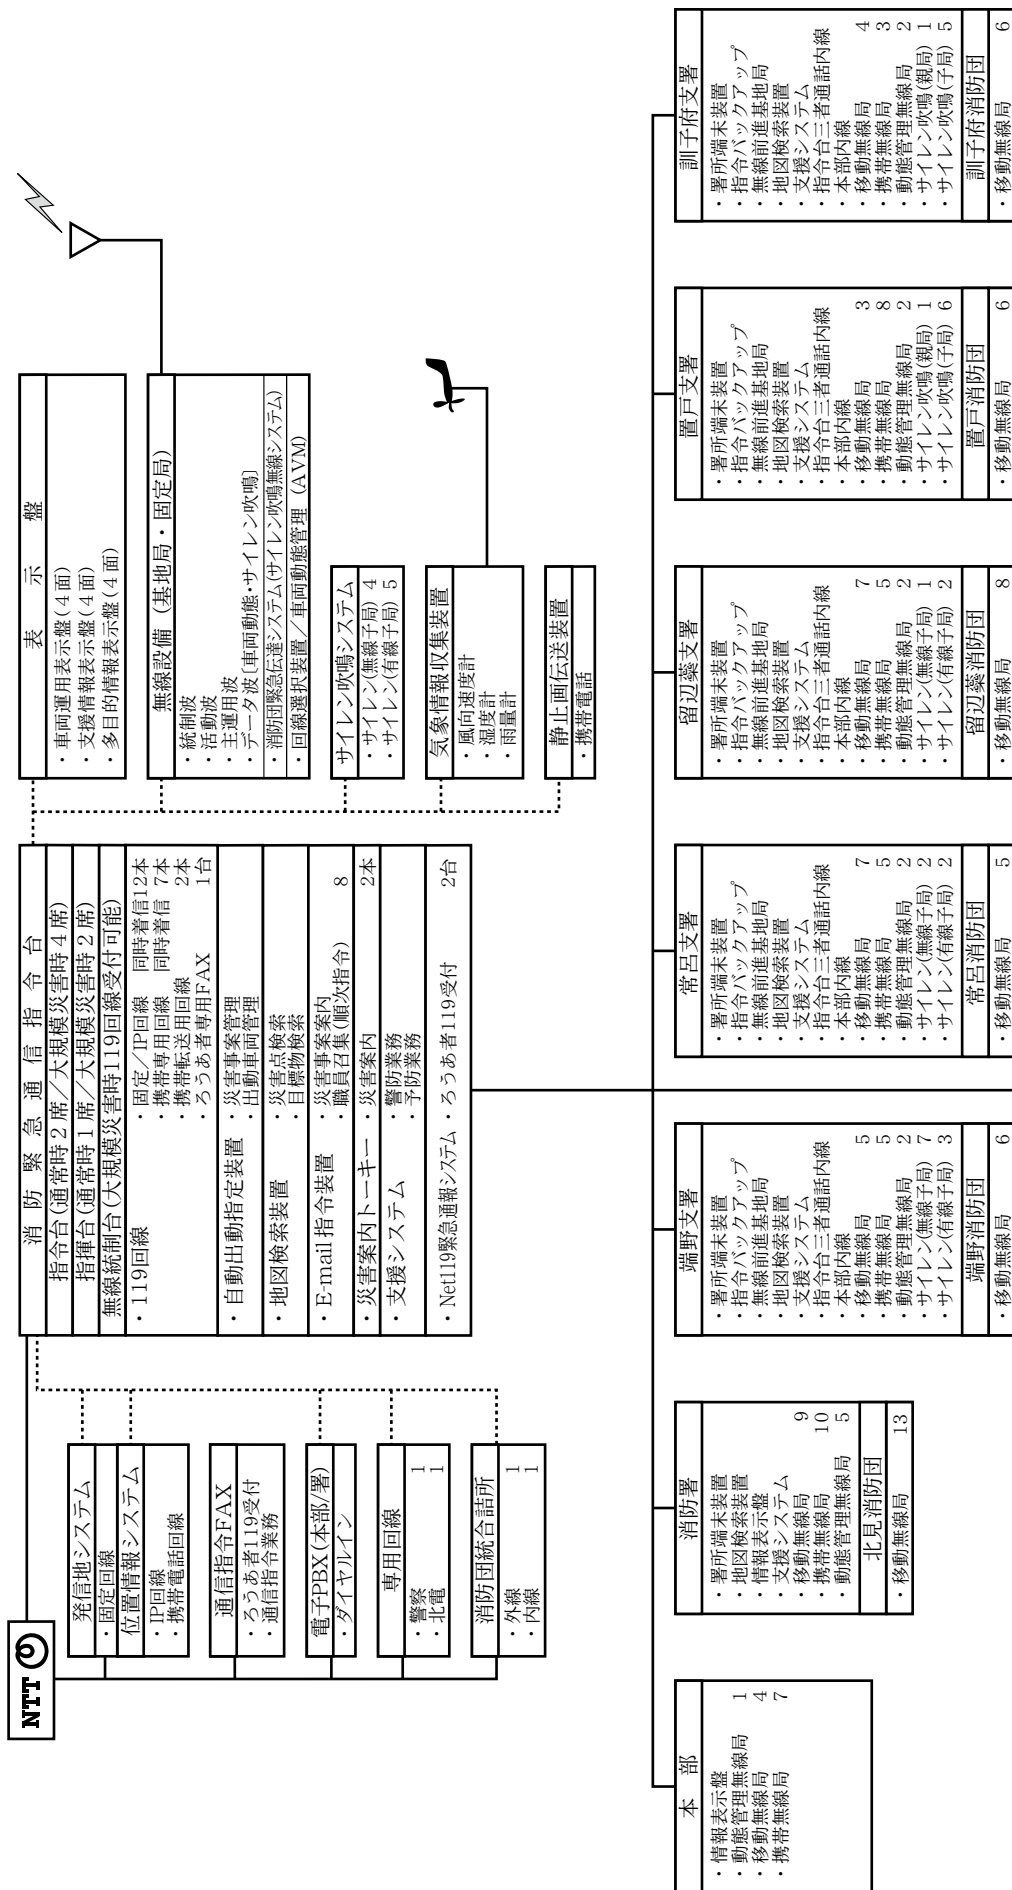 NTT
発信地システム
・固定回線
位置情報システム
・IP回線
・携帯電話回線
通信指令FAX
・ろうあ者119受付
・通信指令業務
電子PBX(本部/署)
・ダイヤルイン
専用回線
・警察 1
・北電 1
消防団統合詰所
・外線 1
・内線 1
消防緊急通信指令台
指令台(通常時2席/大規模災害時4席)
指揮台(通常時1席/大規模災害時2席)
無線統制台(大規模災害時119回線受付可能)
・119回線 ・固定/IP回線 同時着信12本
・携帯専用回線 同時着信 7本
・携帯転送用回線 2本
・ろうあ者専用FAX 1台
・自動出動指定装置 ・災害事案管理
・出動車両管理
・地図検索装置 ・災害点検索
・目標物検索
・E-mail指令装置 ・災害事案案内
・職員召集(順次指令) 8
・災害案内トーキー ・災害案内 2本
・支援システム ・警防業務
・予防業務
・Net119緊急通報システム ・ろうあ者119受付 2台
表示盤
・車両運用表示盤(4面)
・支援情報表示盤(4面)
・多目的情報表示盤(4面)
無線設備(基地局・固定局)
・統制波
・活動波
・主運用波
・データ波〔車両動態・サイレン吹鳴〕
・消防団緊急伝達システム(サイレン吹鳴無線システム)
・回線選択装置/車両動態管理(AVM)
サイレン吹鳴システム
・サイレン(無線子局) 4
・サイレン(有線子局) 5
気象情報収集装置
・風向速度計
・湿度計
・雨量計
静止画伝送装置
・携帯電話
本部
・情報表示盤
・動態管理無線局 1
・移動無線局 4
・携帯無線局 7
消防署
・署所端末装置
・地図検索装置
・情報表示盤
・支援システム
・移動無線局 9
・携帯無線局 10
・動態管理無線局 5
北見消防団
・移動無線局 13
端野支署
・署所端末装置
・指令バックアップ
・無線前進基地局
・地図検索装置
・支援システム
・指令台三者通話内線
・本部内線
・移動無線局 5
・携帯無線局 5
・動態管理無線局 2
・サイレン(無線子局) 7
・サイレン(有線子局) 3
端野消防団
・移動無線局 6
常呂支署
・署所端末装置
・指令バックアップ
・無線前進基地局
・地図検索装置
・支援システム
・指令台三者通話内線
・本部内線
・移動無線局 7
・携帯無線局 5
・動態管理無線局 2
・サイレン(無線子局) 2
・サイレン(有線子局) 2
常呂消防団
・移動無線局 5
留辺蘂支署
・署所端末装置
・指令バックアップ
・無線前進基地局
・地図検索装置
・支援システム
・指令台三者通話内線
・本部内線
・移動無線局 7
・携帯無線局 5
・動態管理無線局 2
・サイレン(無線子局) 1
・サイレン(有線子局) 2
留辺蘂消防団
・移動無線局 8
置戸支署
・署所端末装置
・指令バックアップ
・無線前進基地局
・地図検索装置
・支援システム
・指令台三者通話内線
・本部内線
・移動無線局 3
・携帯無線局 8
・動態管理無線局 2
・サイレン吹鳴(親局) 1
・サイレン吹鳴(子局) 6
置戸消防団
・移動無線局 6
訓子府支署
・署所端末装置
・指令バックアップ
・無線前進基地局
・地図検索装置
・支援システム
・指令台三者通話内線
・本部内線
・移動無線局 4
・携帯無線局 3
・動態管理無線局 2
・サイレン吹鳴(親局) 1
・サイレン吹鳴(子局) 5
訓子府消防団
・移動無線局 6